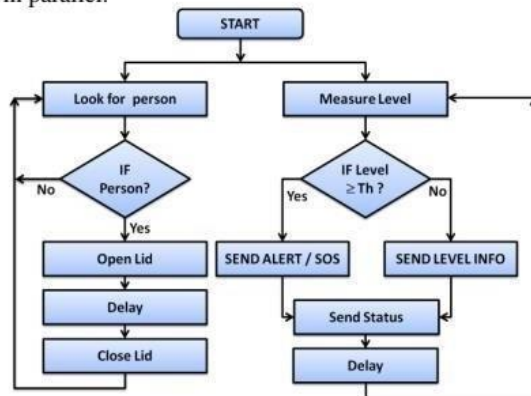 in parallel.
START
Look for person
Measure Level
IF
Person?
No
Yes
IF Level
≥ Th ?
Yes
No
Open Lid
SEND ALERT / SOS
SEND LEVEL INFO
Delay
Send Status
Close Lid
Delay